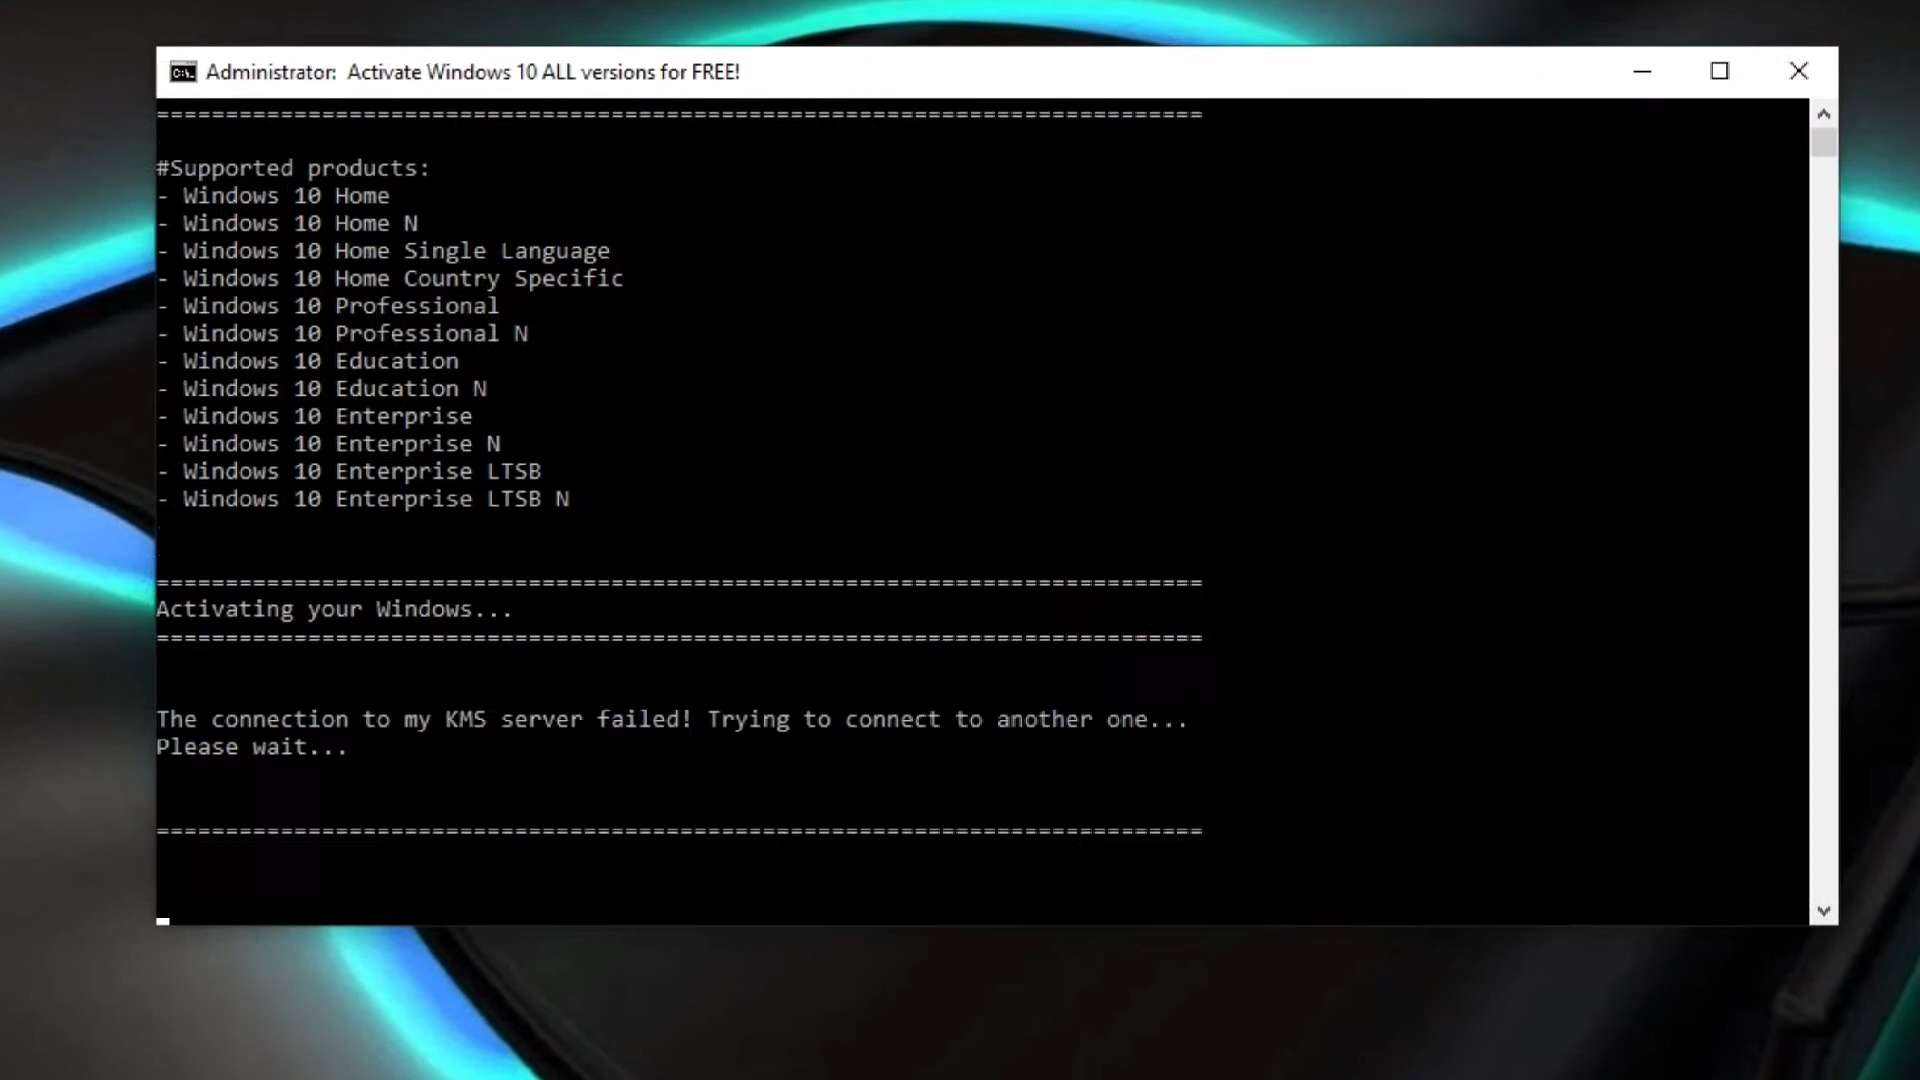 Administrator:  Activate Windows 10 ALL versions for FREE!
============================================================================
#Supported products:
- Windows 10 Home
- Windows 10 Home N
- Windows 10 Home Single Language
- Windows 10 Home Country Specific
- Windows 10 Professional
- Windows 10 Professional N
- Windows 10 Education
- Windows 10 Education N
- Windows 10 Enterprise
- Windows 10 Enterprise N
- Windows 10 Enterprise LTSB
- Windows 10 Enterprise LTSB N
============================================================================
Activating your Windows...
============================================================================
The connection to my KMS server failed! Trying to connect to another one...
Please wait...
============================================================================